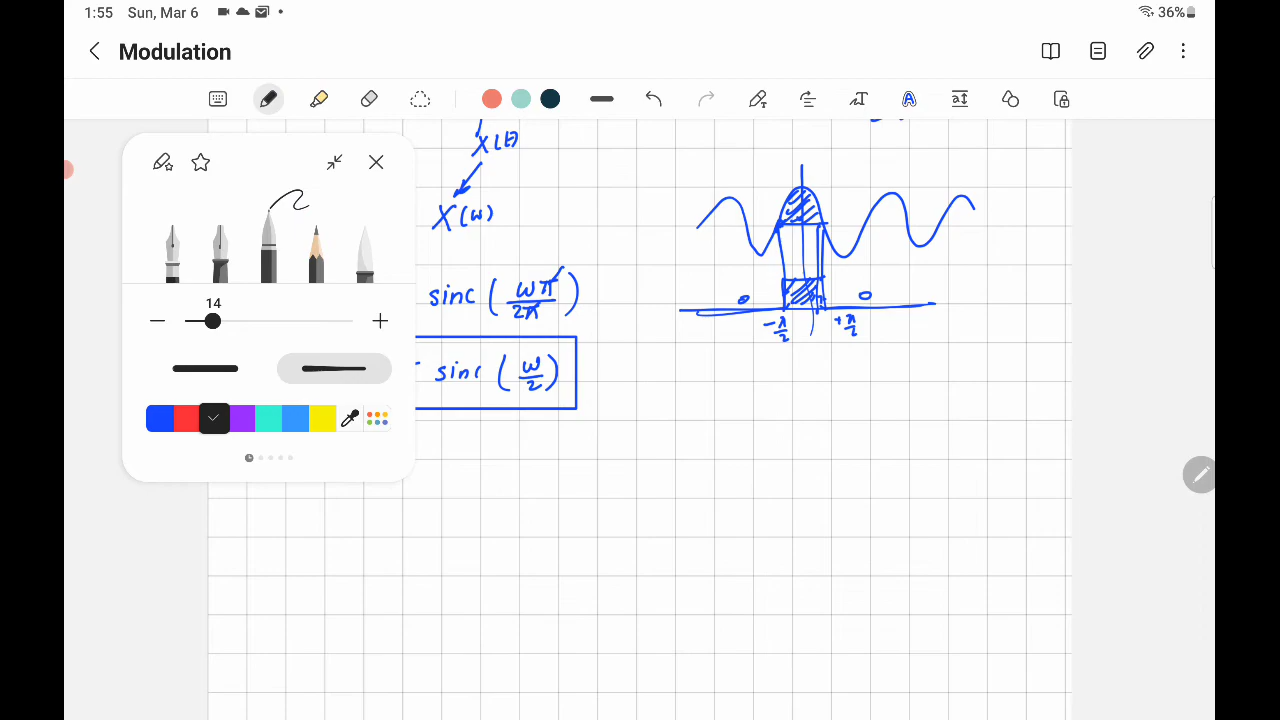 1:55 Sun, Mar 6
36%
Modulation
X(t)
X(ω)
sinc (ωπ/2π)
sinc (ω/2)
14
0 0
-π/2 +π/2